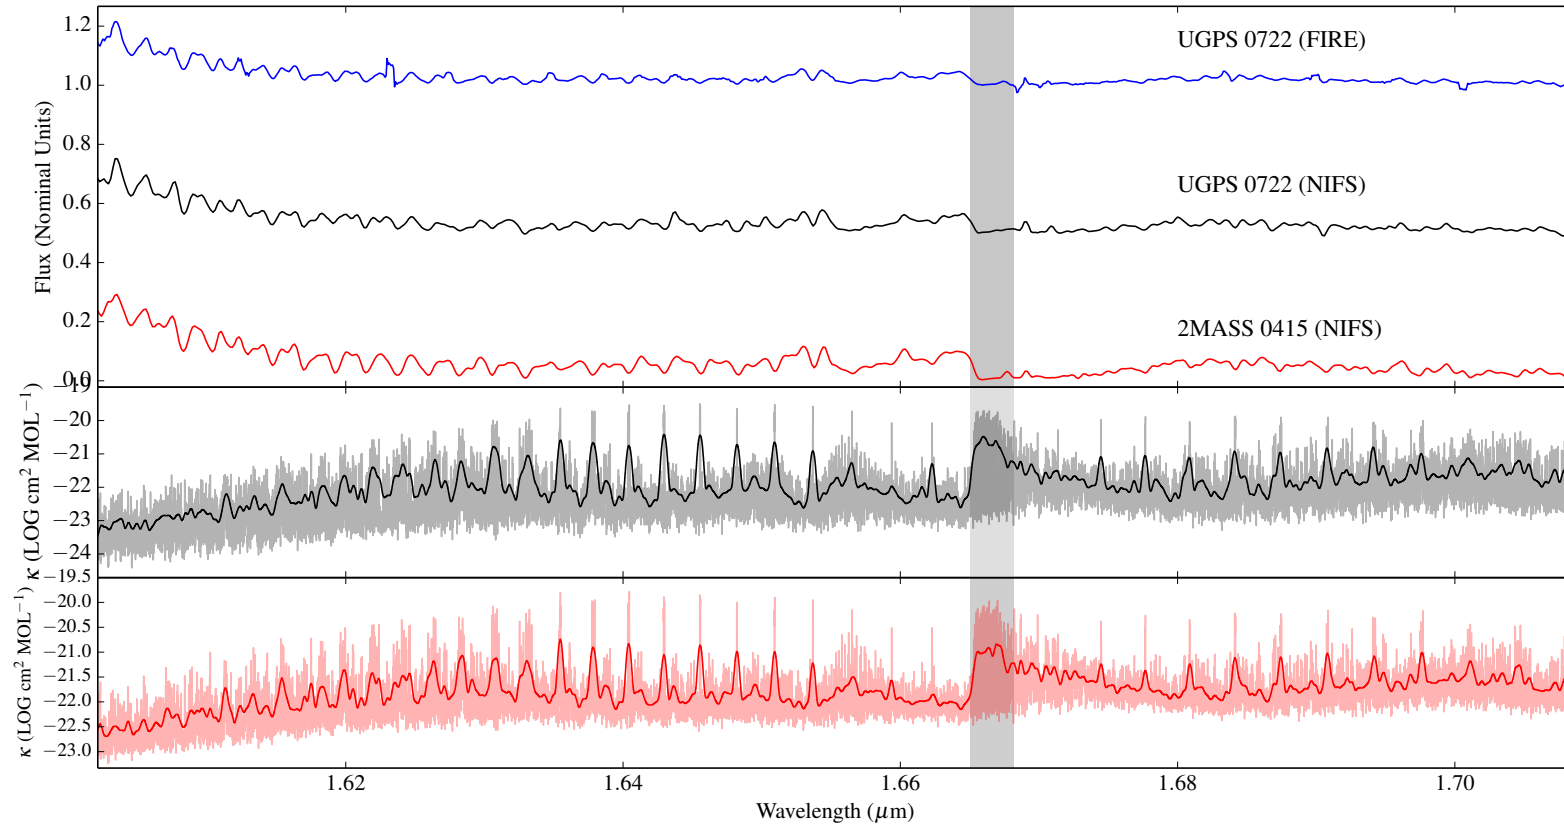 1.2
UGPS 0722 (FIRE)
1.0
0.8
UGPS 0722 (NIFS)
0.6
0.4
2MASS 0415 (NIFS)
0.2
0.0
Flux (Nominal Units)
−19
−20
−21
−22
−23
−24
κ (LOG cm² MOL⁻¹)
−19.5
−20.0
−20.5
−21.0
−21.5
−22.0
−22.5
−23.0
κ (LOG cm² MOL⁻¹)
1.62 1.64 1.66 1.68 1.70
Wavelength (μm)